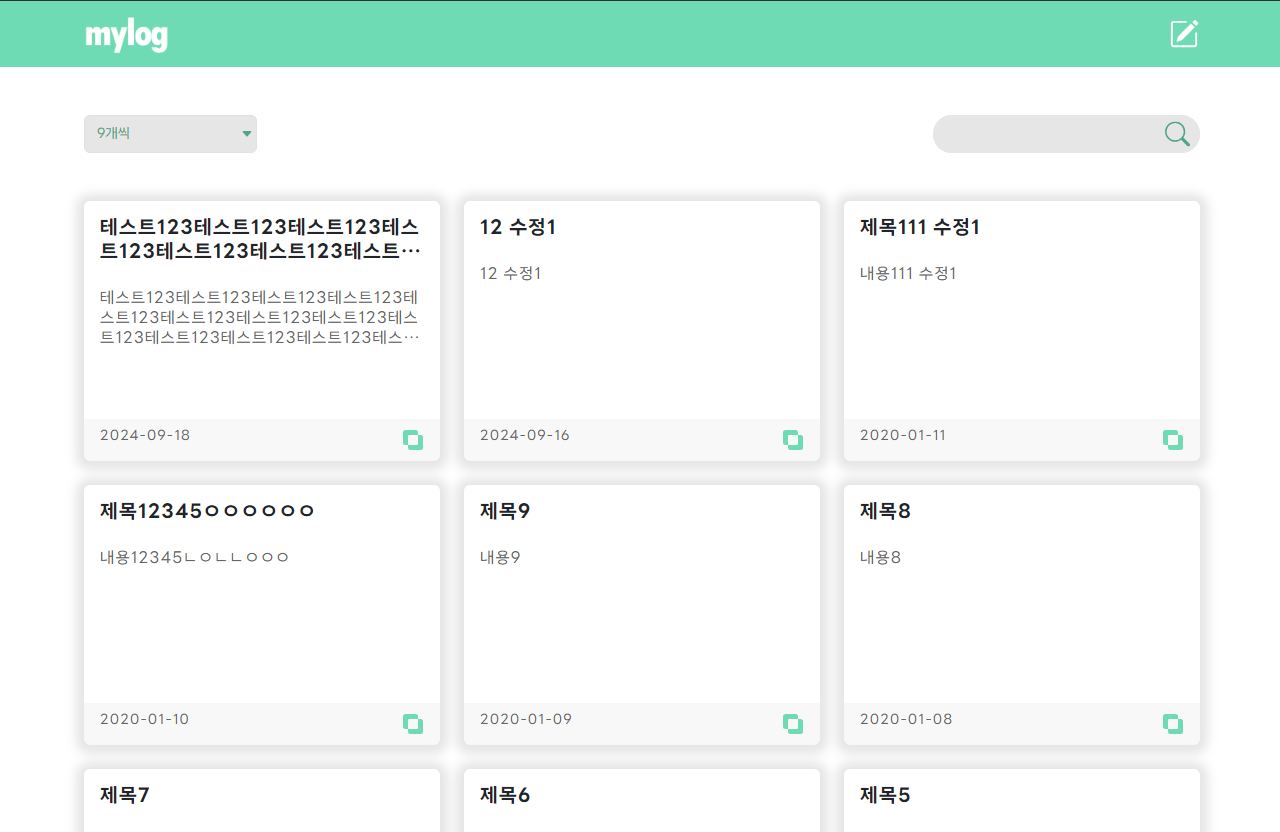 mylog
9개씩
테스트123테스트123테스트123테스
트123테스트123테스트123테스트…
테스트123테스트123테스트123테스트123테
스트123테스트123테스트123테스트123테스
트123테스트123테스트123테스트123테스…
2024-09-18
12 수정1
12 수정1
2024-09-16
제목111 수정1
내용111 수정1
2020-01-11
제목12345ㅇㅇㅇㅇㅇㅇ
내용12345ㄴㅇㄴㄴㅇㅇㅇ
2020-01-10
제목9
내용9
2020-01-09
제목8
내용8
2020-01-08
제목7
제목6
제목5